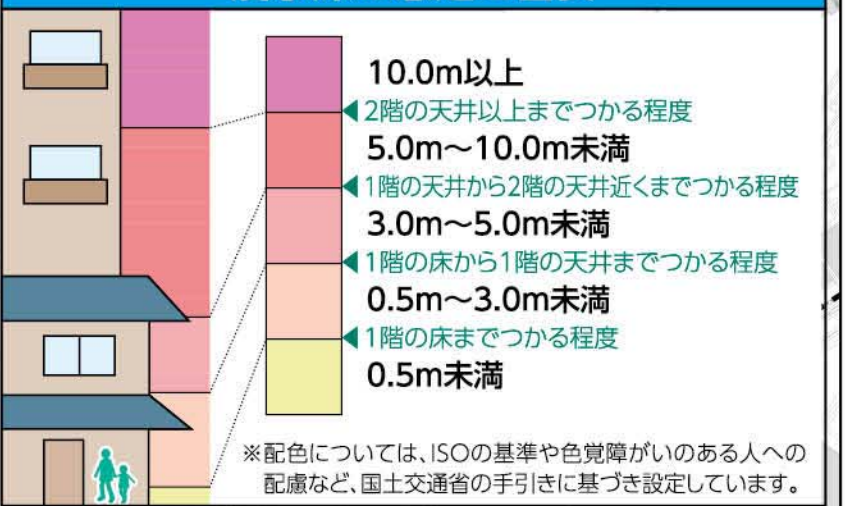 10.0m以上
◀2階の天井以上までつかる程度
5.0m～10.0m未満
◀1階の天井から2階の天井近くまでつかる程度
3.0m～5.0m未満
◀1階の床から1階の天井までつかる程度
0.5m～3.0m未満
◀1階の床までつかる程度
0.5m未満
※配色については、ISOの基準や色覚障がいのある人への
配慮など、国土交通省の手引きに基づき設定しています。